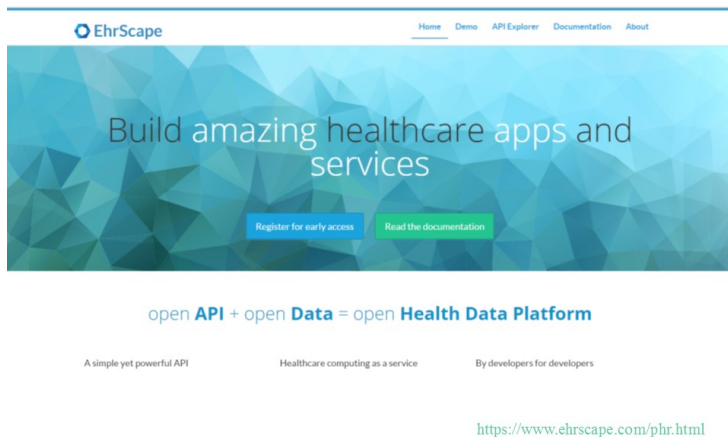 EhrScape
Home Demo API Explorer Documentation About
Build amazing healthcare apps and
services
Register for early access Read the documentation
open API + open Data = open Health Data Platform
A simple yet powerful API Healthcare computing as a service By developers for developers
https://www.ehrscape.com/phr.html